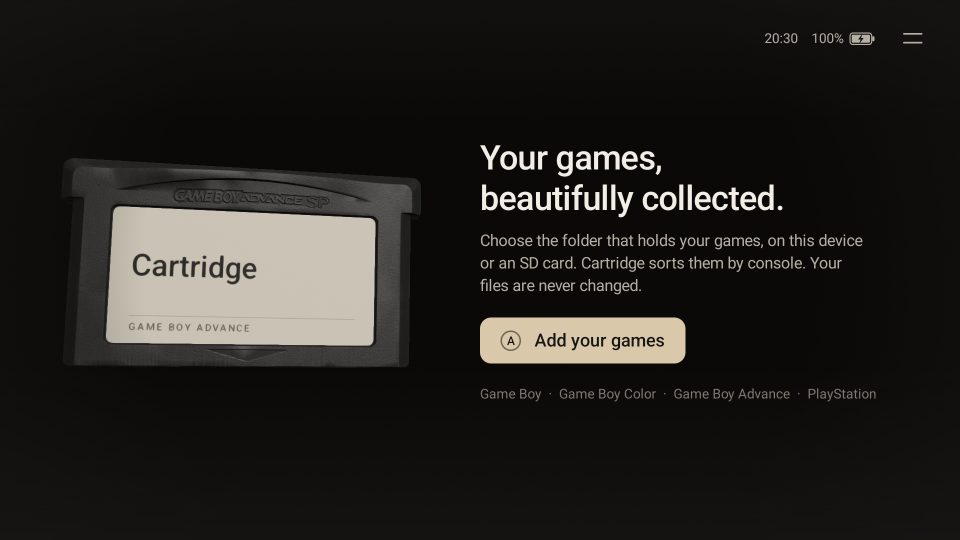 20:30 100%
Your games,
beautifully collected.
GAME BOY ADVANCE SP
Choose the folder that holds your games, on this device
or an SD card. Cartridge sorts them by console. Your
files are never changed.
Cartridge
GAME BOY ADVANCE
A Add your games
Game Boy · Game Boy Color · Game Boy Advance · PlayStation